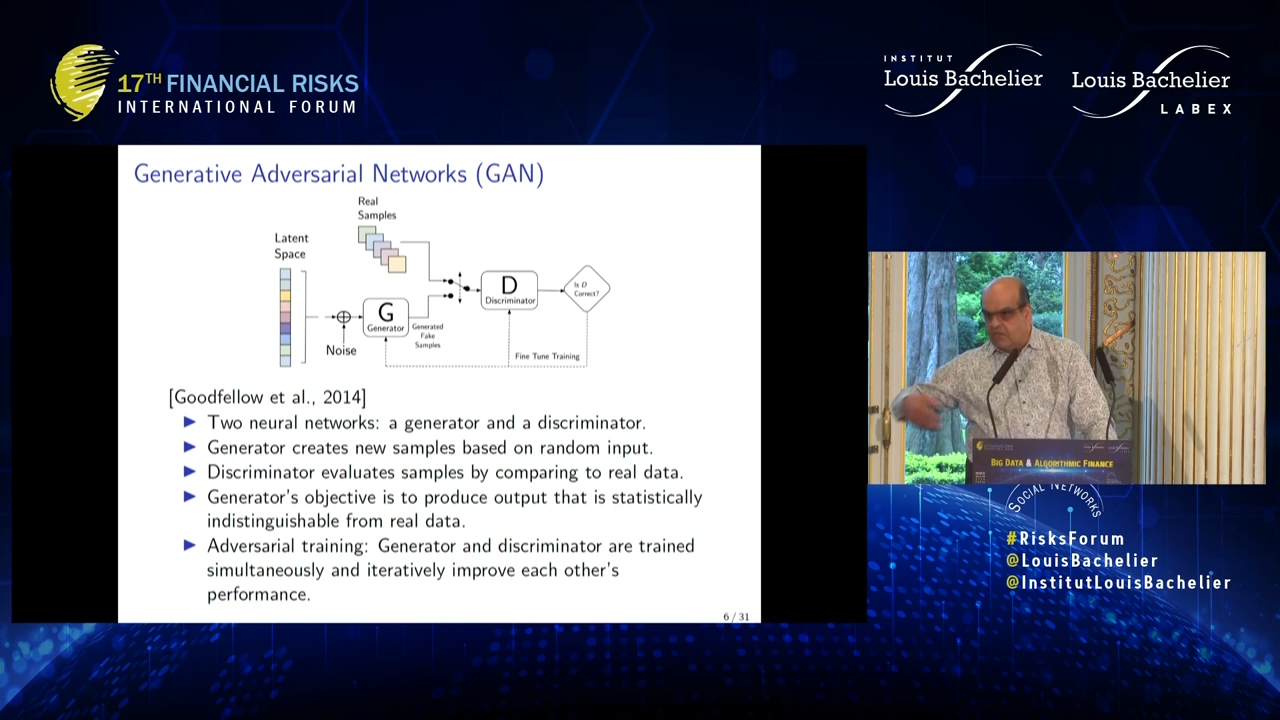 17TH FINANCIAL RISKS
INTERNATIONAL FORUM
INSTITUT
Louis Bachelier
Louis Bachelier
LABEX
Generative Adversarial Networks (GAN)
Real
Samples
Latent
Space
D
Discriminator
Is D
Correct?
G
Generator
Generated
Fake
Samples
Noise
Fine Tune Training
[Goodfellow et al., 2014]
▶ Two neural networks: a generator and a discriminator.
▶ Generator creates new samples based on random input.
▶ Discriminator evaluates samples by comparing to real data.
▶ Generator's objective is to produce output that is statistically
indistinguishable from real data.
▶ Adversarial training: Generator and discriminator are trained
simultaneously and iteratively improve each other's
performance.
6 / 31
BIG DATA & ALGORITHMIC FINANCE
SOCIAL NETWORKS
#RisksForum
@LouisBachelier
@InstitutLouisBachelier